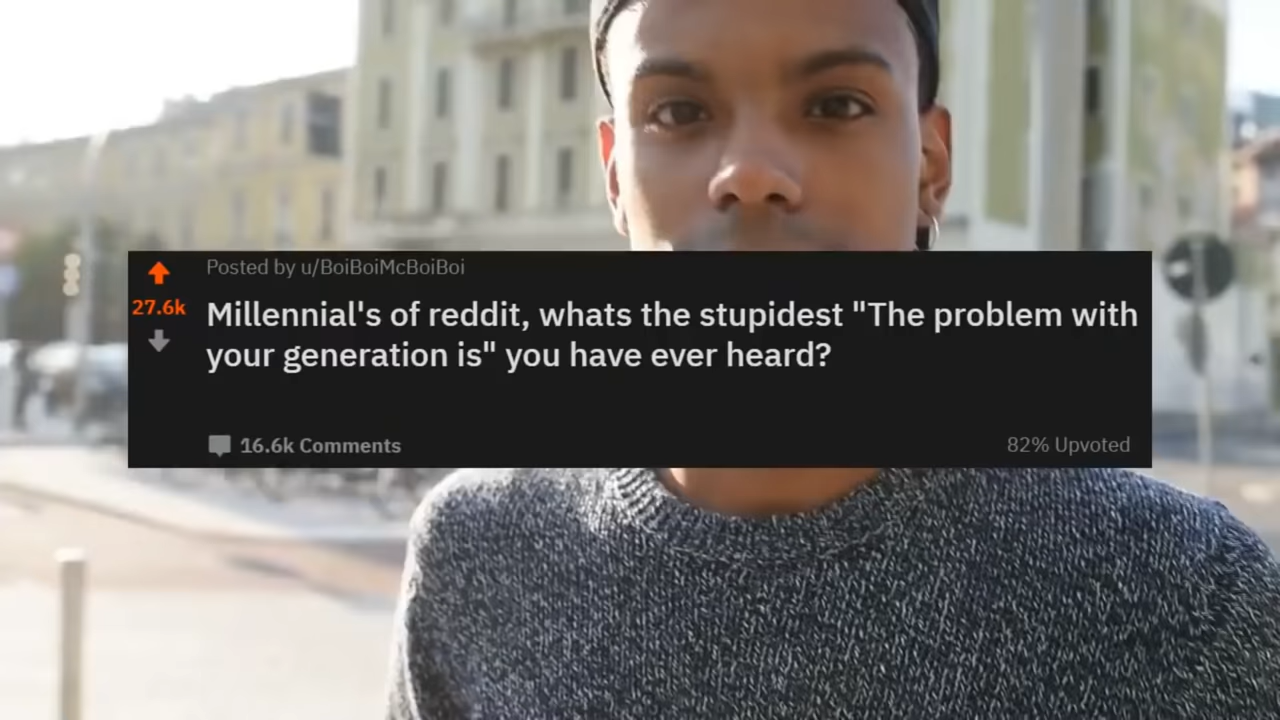 Posted by u/BoiBoiMcBoiBoi
27.6k
Millennial's of reddit, whats the stupidest "The problem with
your generation is" you have ever heard?
16.6k Comments
82% Upvoted